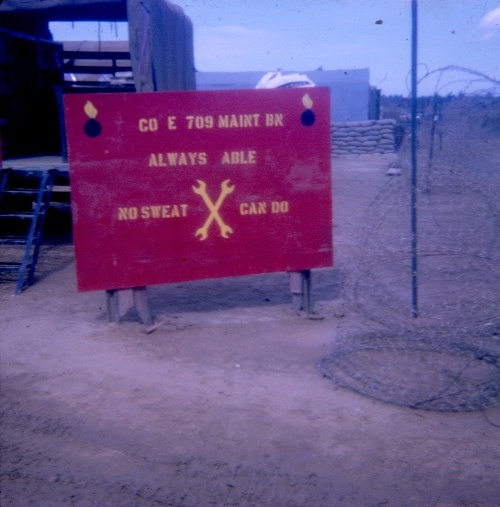 CO E 709 MAINT BN
ALWAYS ABLE
NO SWEAT CAN DO